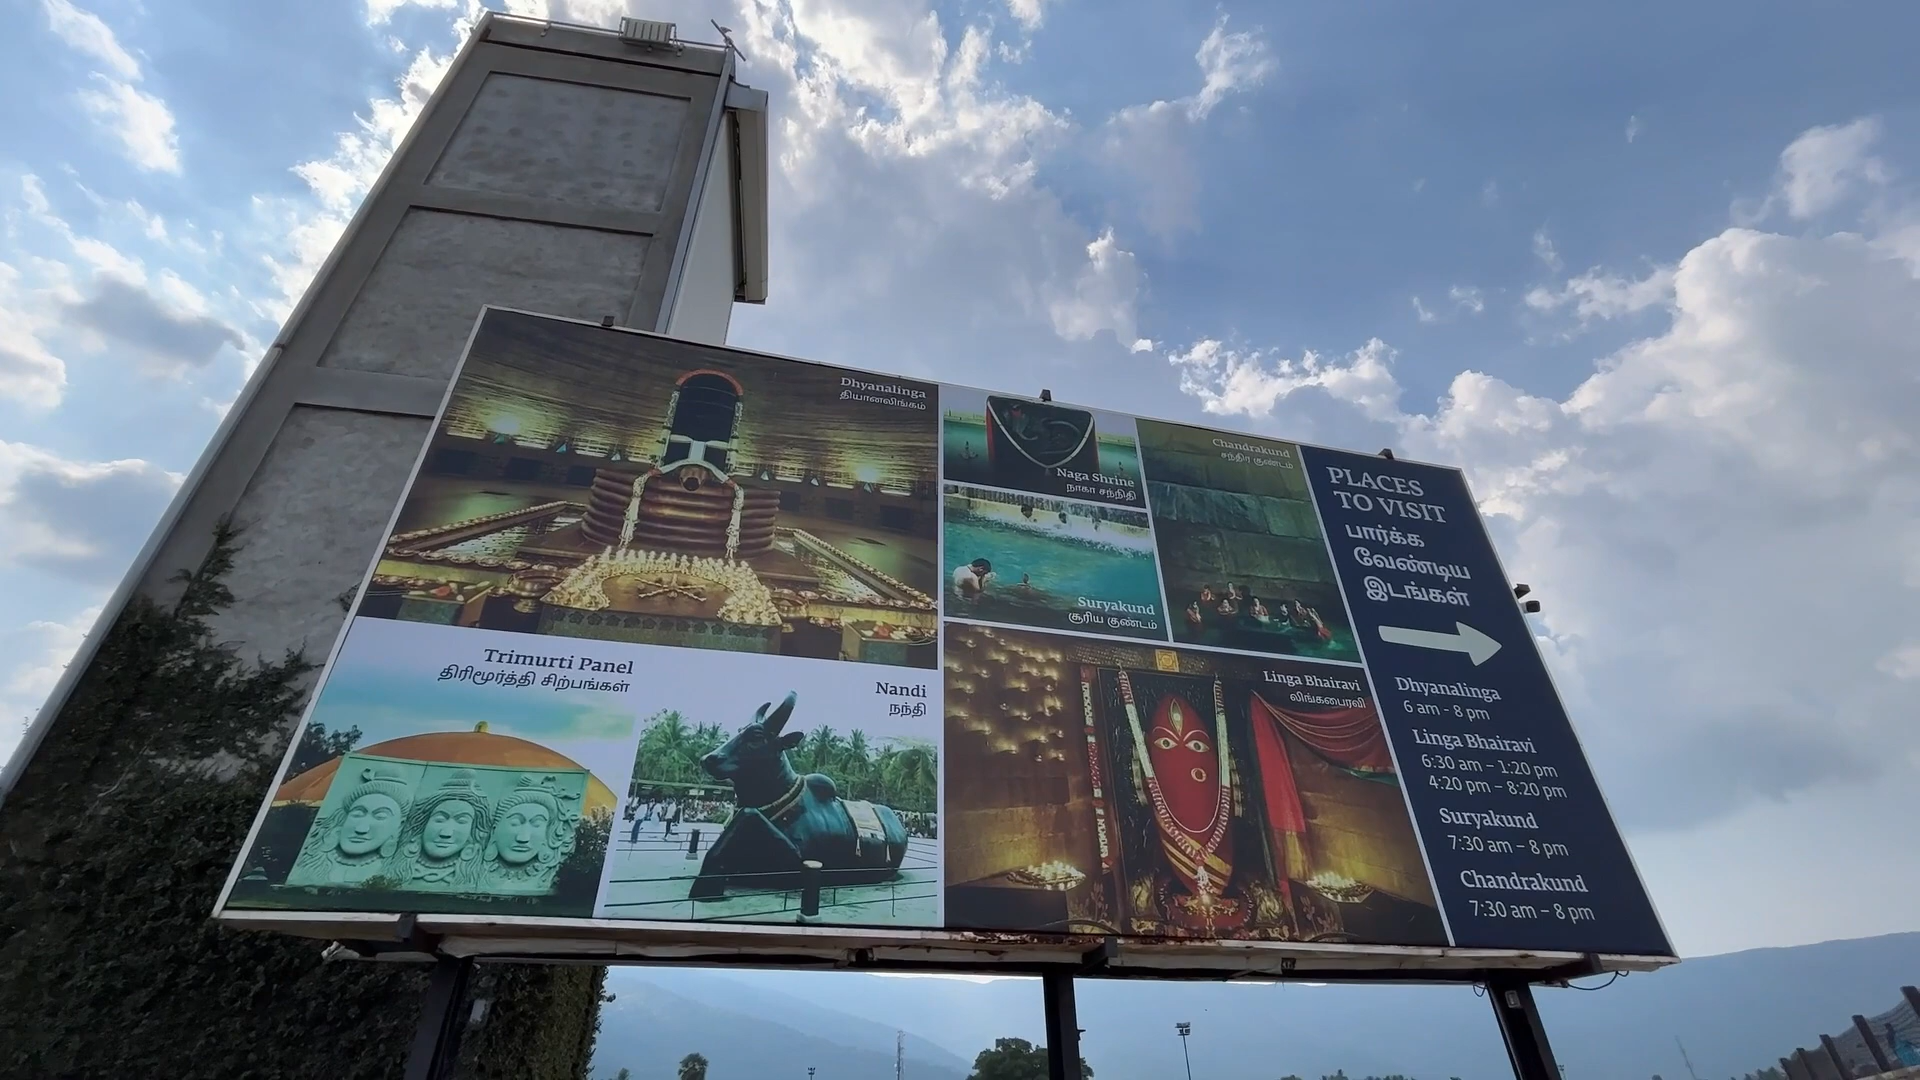 Dhyanalinga
தியானலிங்கம்
Naga Shrine
நாகா சந்நிதி
Chandrakund
சந்திர குண்டம்
Suryakund
சூரிய குண்டம்
Trimurti Panel
திரிமூர்த்தி சிற்பங்கள்
Nandi
நந்தி
Linga Bhairavi
லிங்கபைரவி
PLACES
TO VISIT
பார்க்க
வேண்டிய
இடங்கள்
Dhyanalinga
6 am - 8 pm
Linga Bhairavi
6:30 am – 1:20 pm
4:20 pm – 8:20 pm
Suryakund
7:30 am – 8 pm
Chandrakund
7:30 am – 8 pm